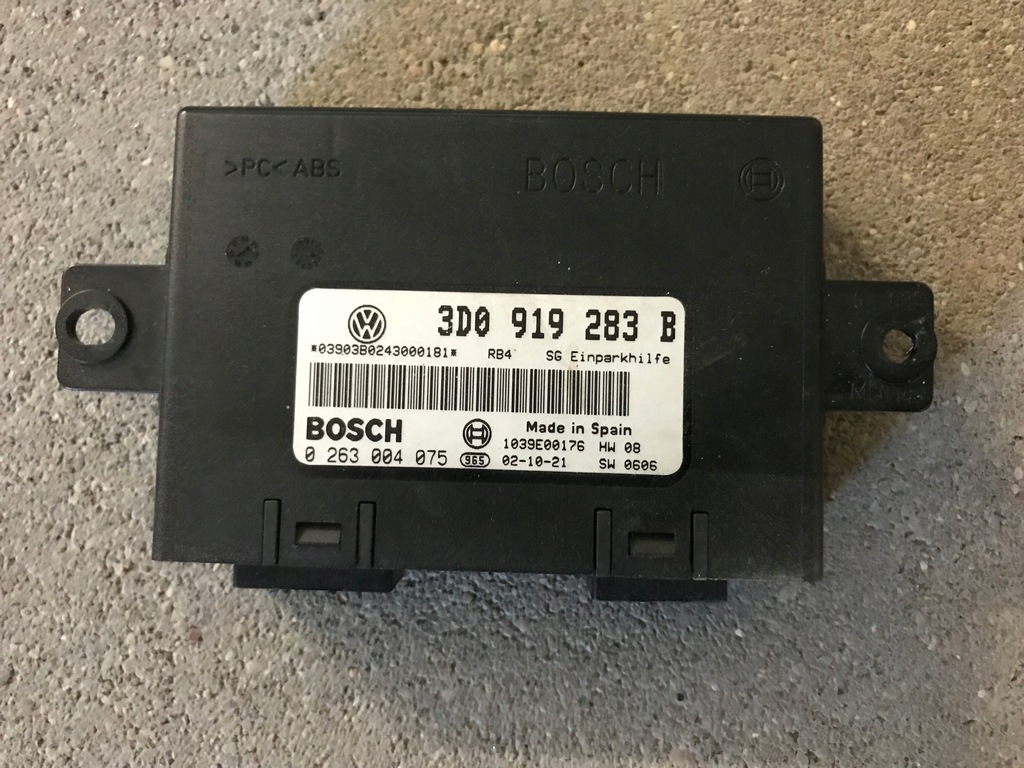 >PC< ABS BOSCH
3D0 919 283 B
*03903B0243000181* RB4 SG Einparkhilfe
BOSCH Made in Spain
1039E00176 HW 08
0 263 004 075 965 02-10-21 SW 0606